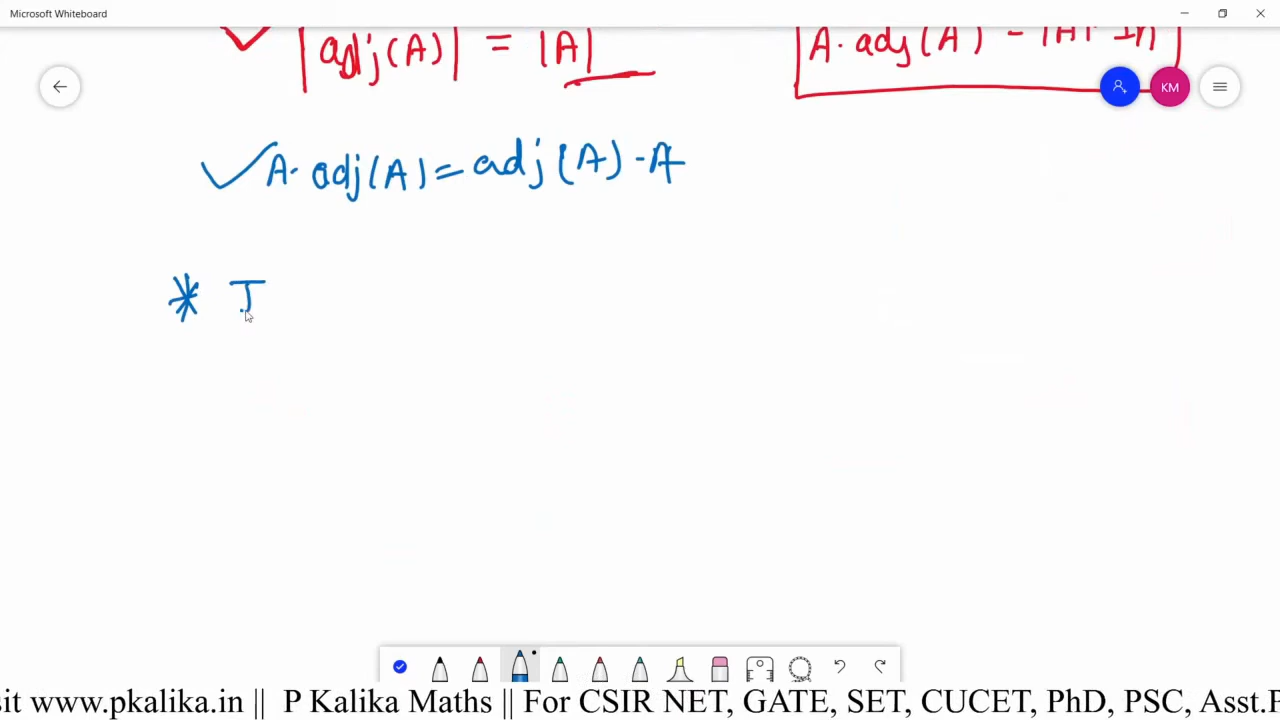 Microsoft Whiteboard
|adj(A)| = |A|
A. adj(A) = |A|. In
KM
A. adj(A) = adj(A) . A
* I
sit www.pkalika.in || P Kalika Maths || For CSIR NET, GATE, SET, CUCET, PhD, PSC, Asst.P